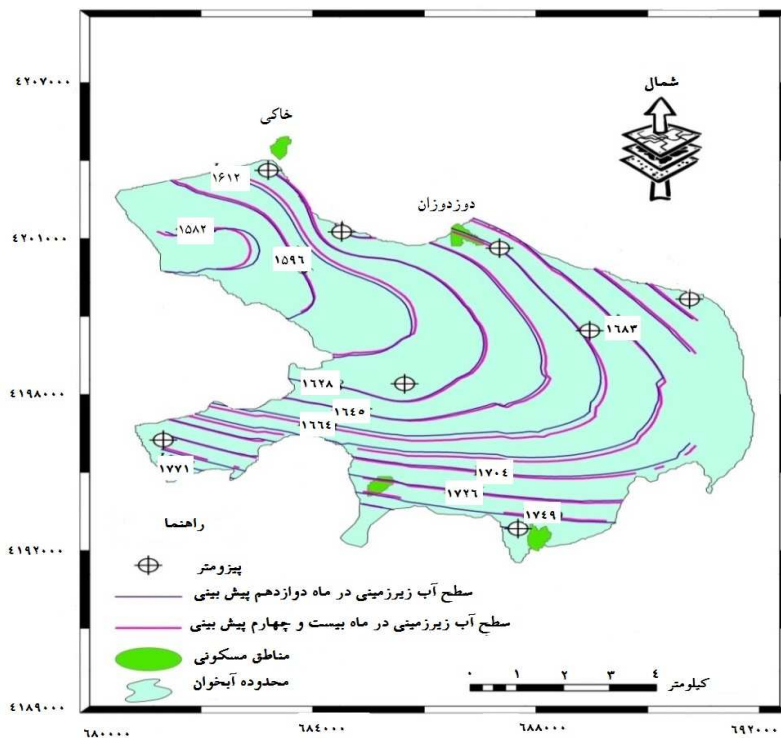 ۴۲۰۷۰۰۰
شمال
خاکی
۱۶۱۲
دوزدوزان
۱۵۸۲
۴۲۰۱۰۰۰
۱۵۹۶
۱۶۸۳
۱۶۲۸
۴۱۹۸۰۰۰
۱۶۴۵
۱۶۶۴
۱۷۷۱
۱۷۰۴
۱۷۲۶
۱۷۴۹
راهنما
۴۱۹۲۰۰۰
پیزومتر
سطح آب زیرزمینی در ماه دوازدهم پیش بینی
سطح آب زیرزمینی در ماه بیست و چهارم پیش بینی
مناطق مسکونی
محدوده آبخوان
۰ ۱ ۲ ۳ ۴
کیلومتر
۴۱۸۹۰۰۰
۶۸۰۰۰۰ ۶۸۴۰۰۰ ۶۸۸۰۰۰ ۶۹۲۰۰۰